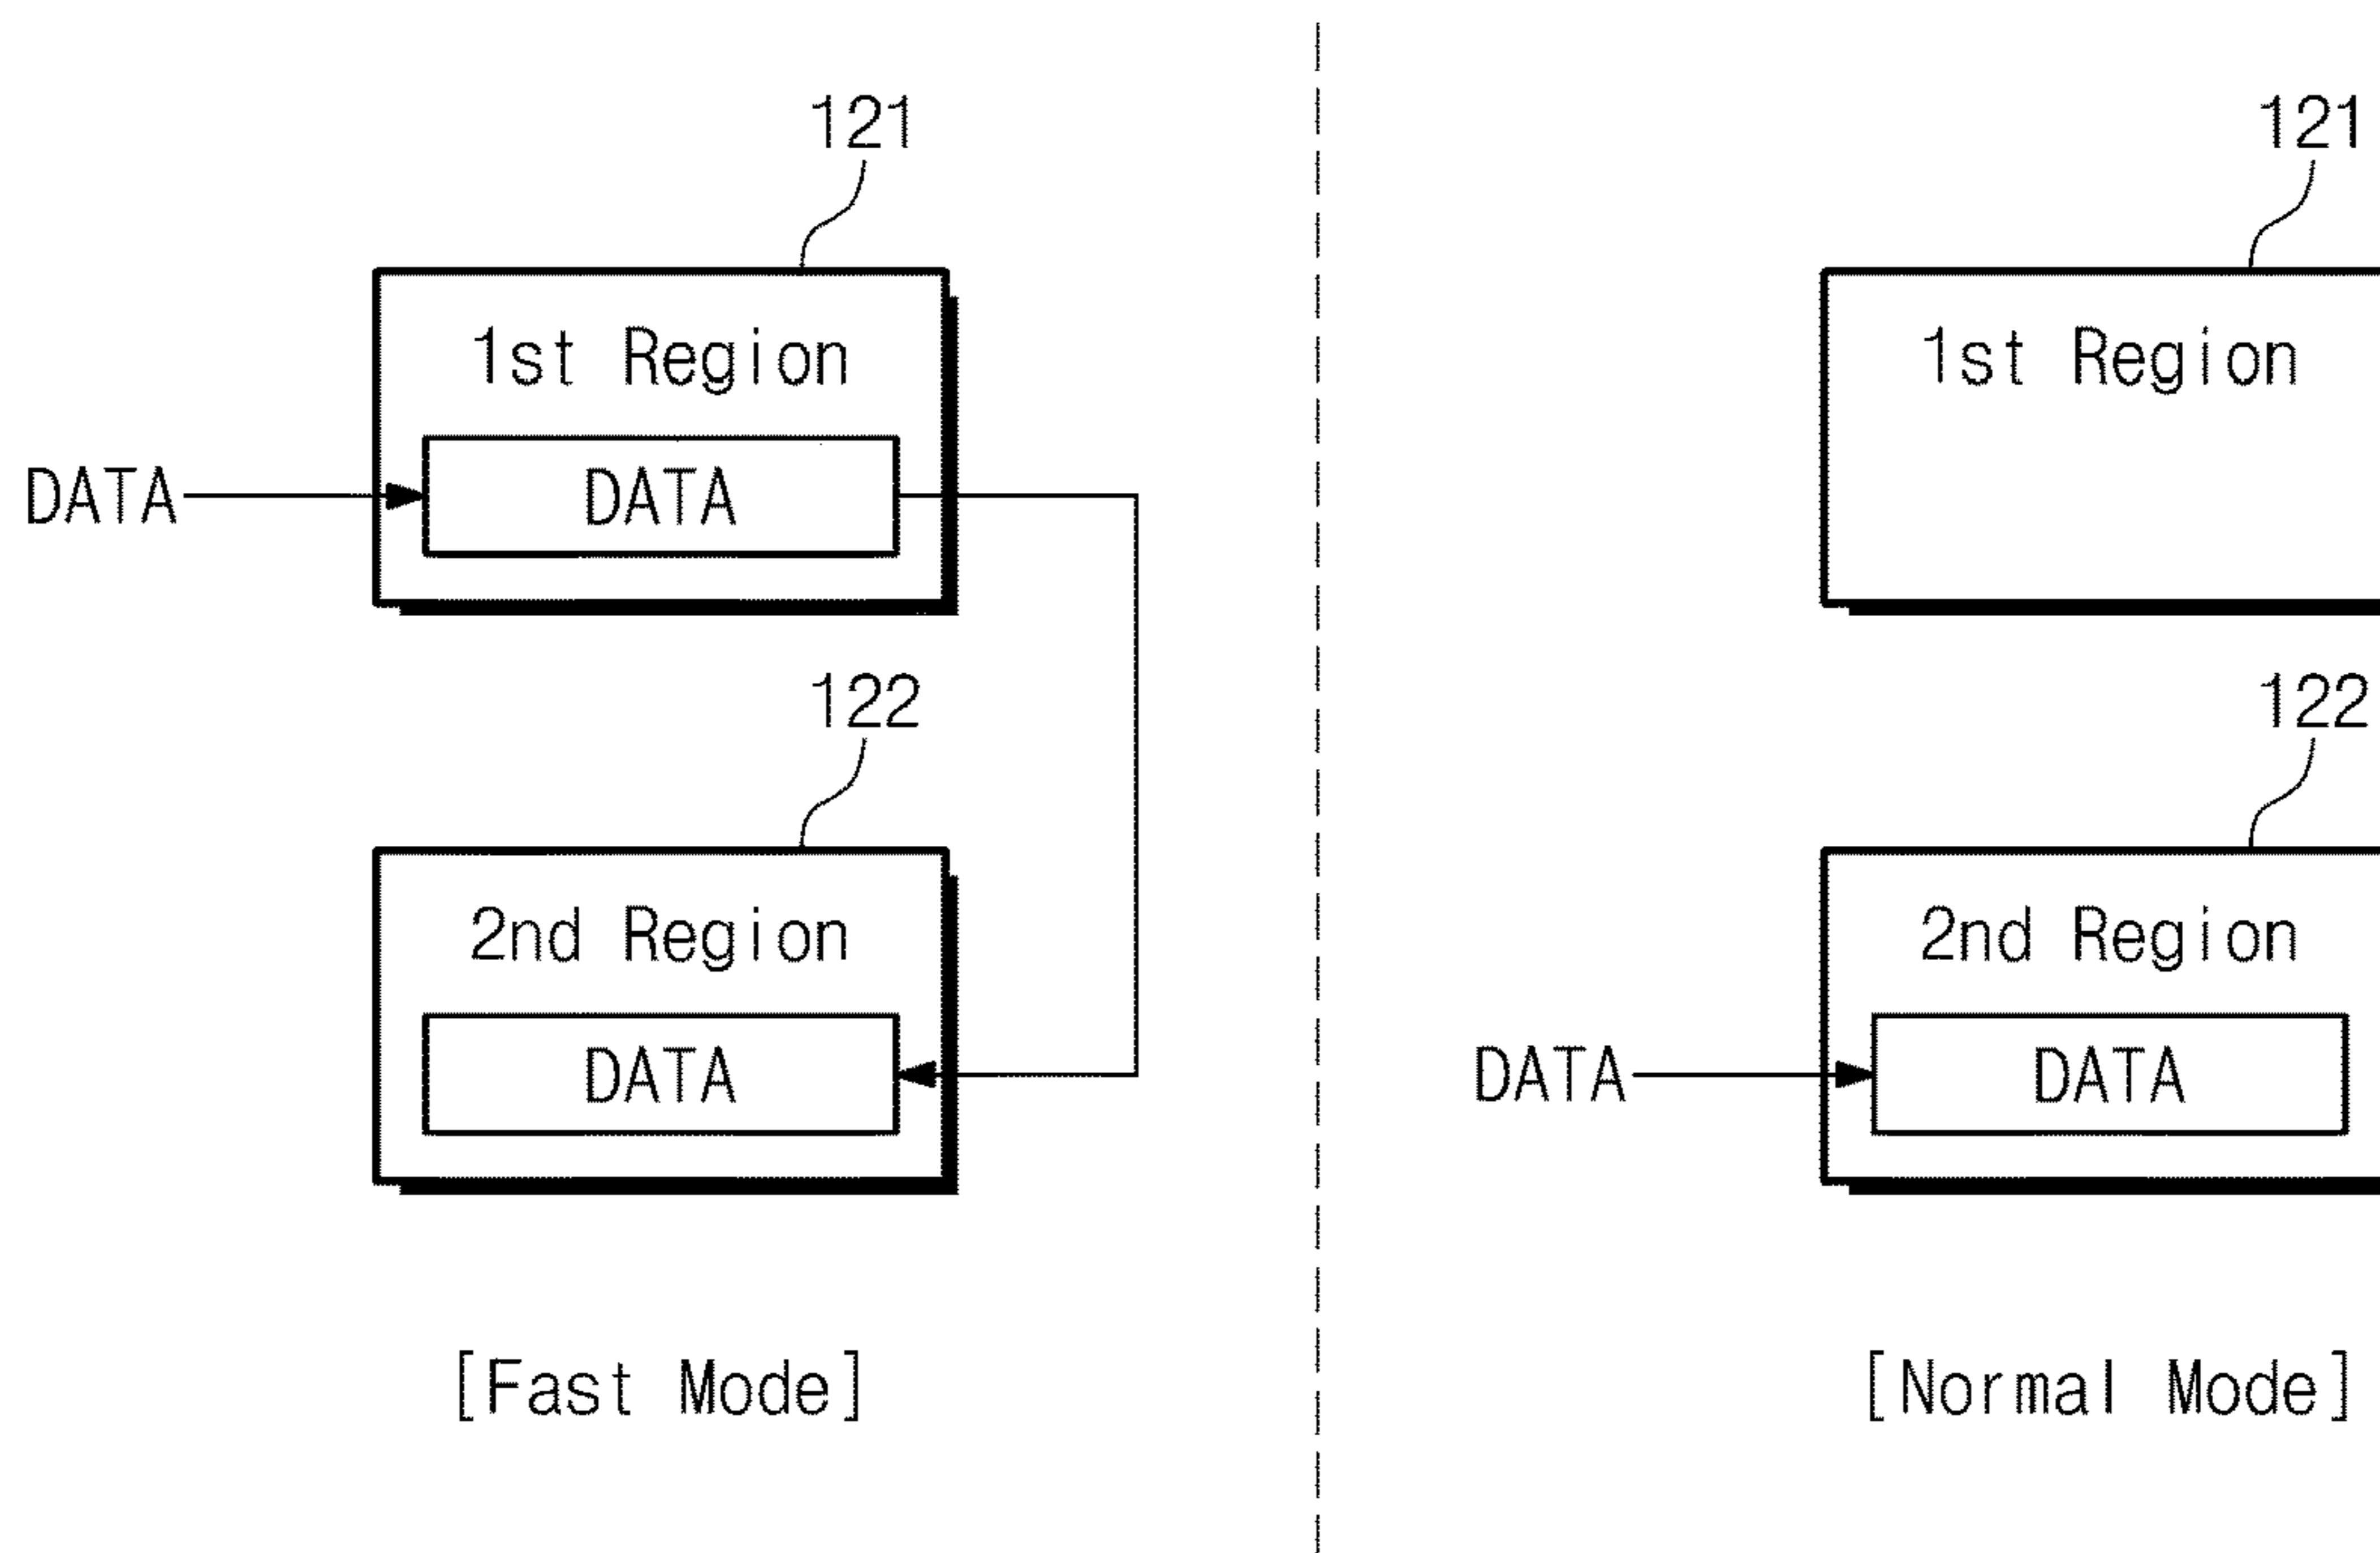 121
1st Region
DATA
DATA
122
2nd Region
DATA
[Fast Mode]
121
1st Region
122
2nd Region
DATA
DATA
[Normal Mode]